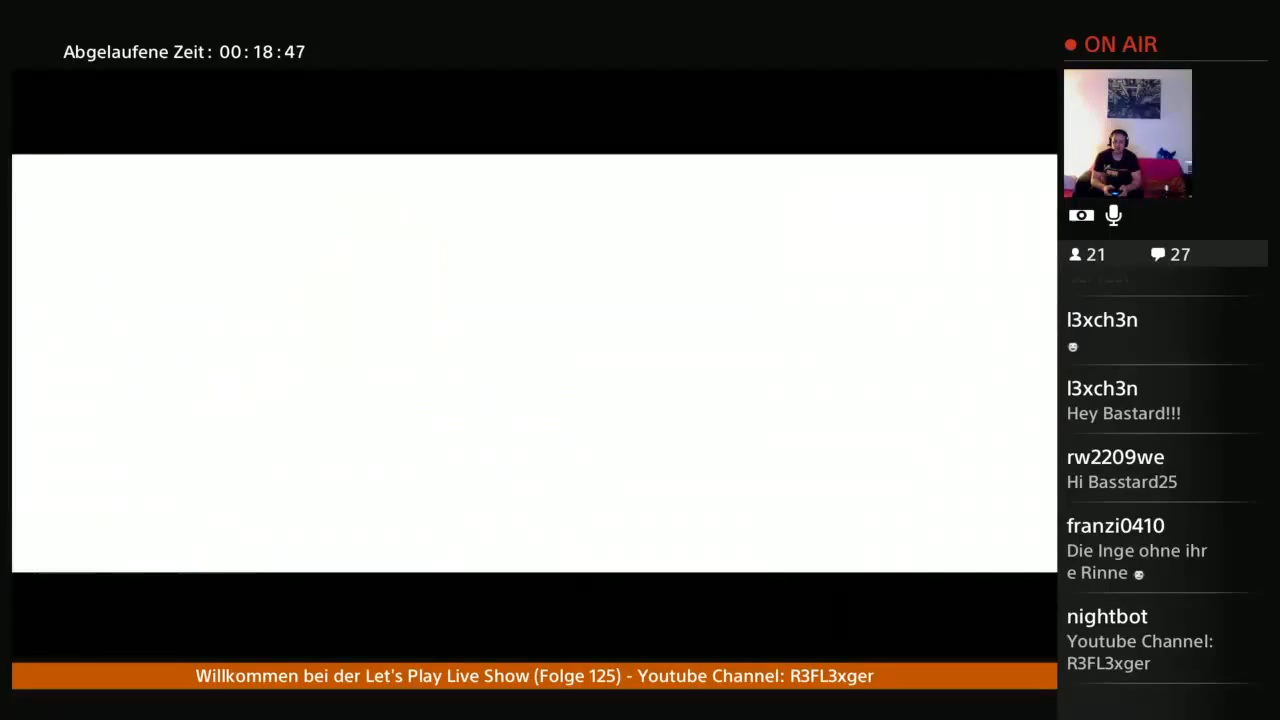 Abgelaufene Zeit: 00:18:47
ON AIR
21 27
l3xch3n
l3xch3n
Hey Bastard!!!
rw2209we
Hi Basstard25
franzi0410
Die Inge ohne ihr
e Rinne
nightbot
Youtube Channel:
R3FL3xger
Willkommen bei der Let's Play Live Show (Folge 125) - Youtube Channel: R3FL3xger